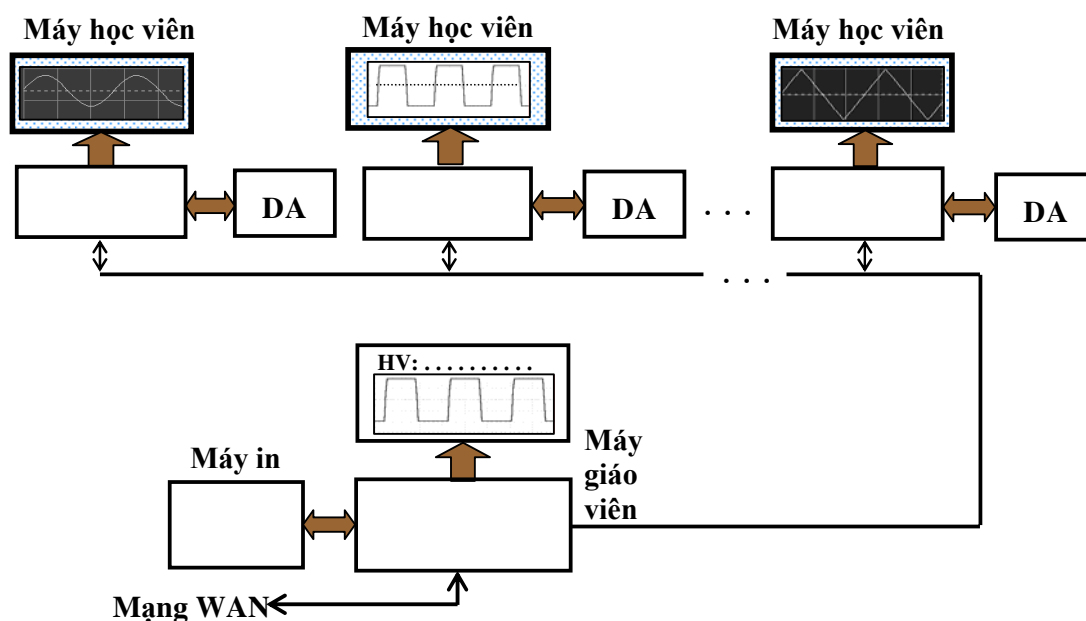 Máy học viên
Máy học viên
Máy học viên
DA
DA
. . .
DA
. . .
HV: . . . . . . . . . .
Máy in
Máy
giáo
viên
Mạng WAN